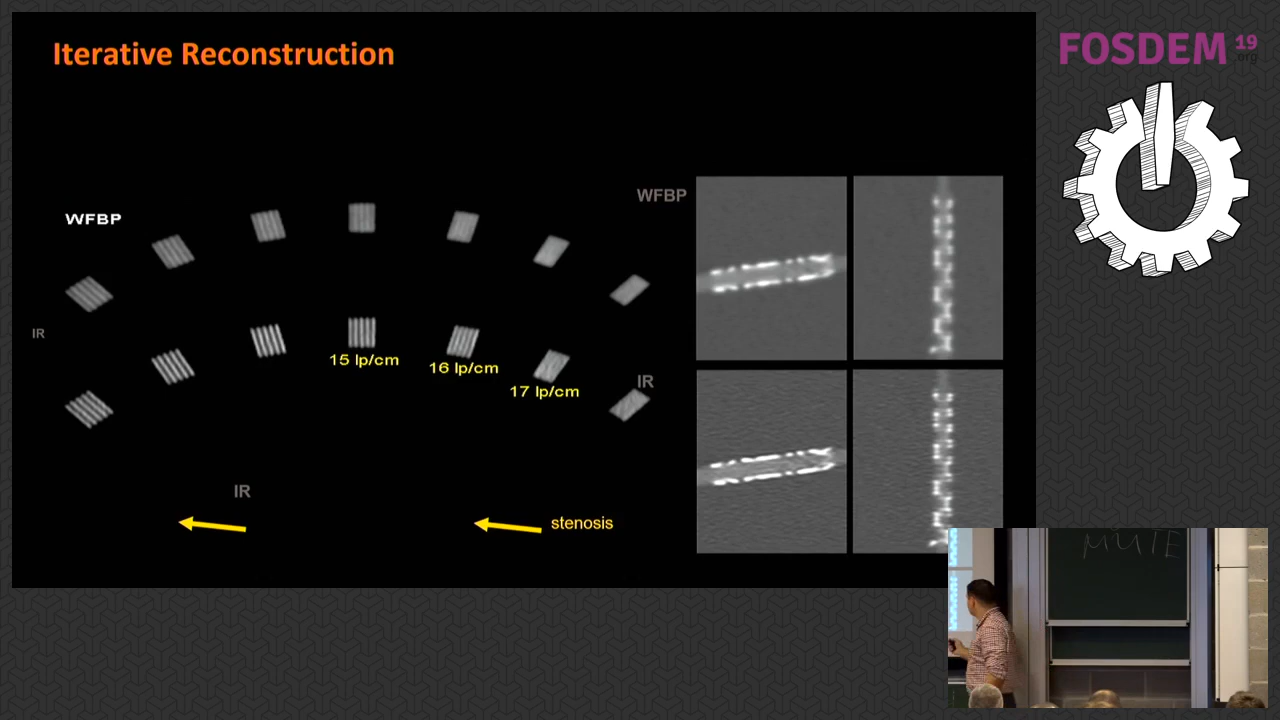 Iterative Reconstruction
FOSDEM 19
.org
WFBP
WFBP
IR
15 lp/cm
16 lp/cm
17 lp/cm
IR
IR
stenosis
MUTE